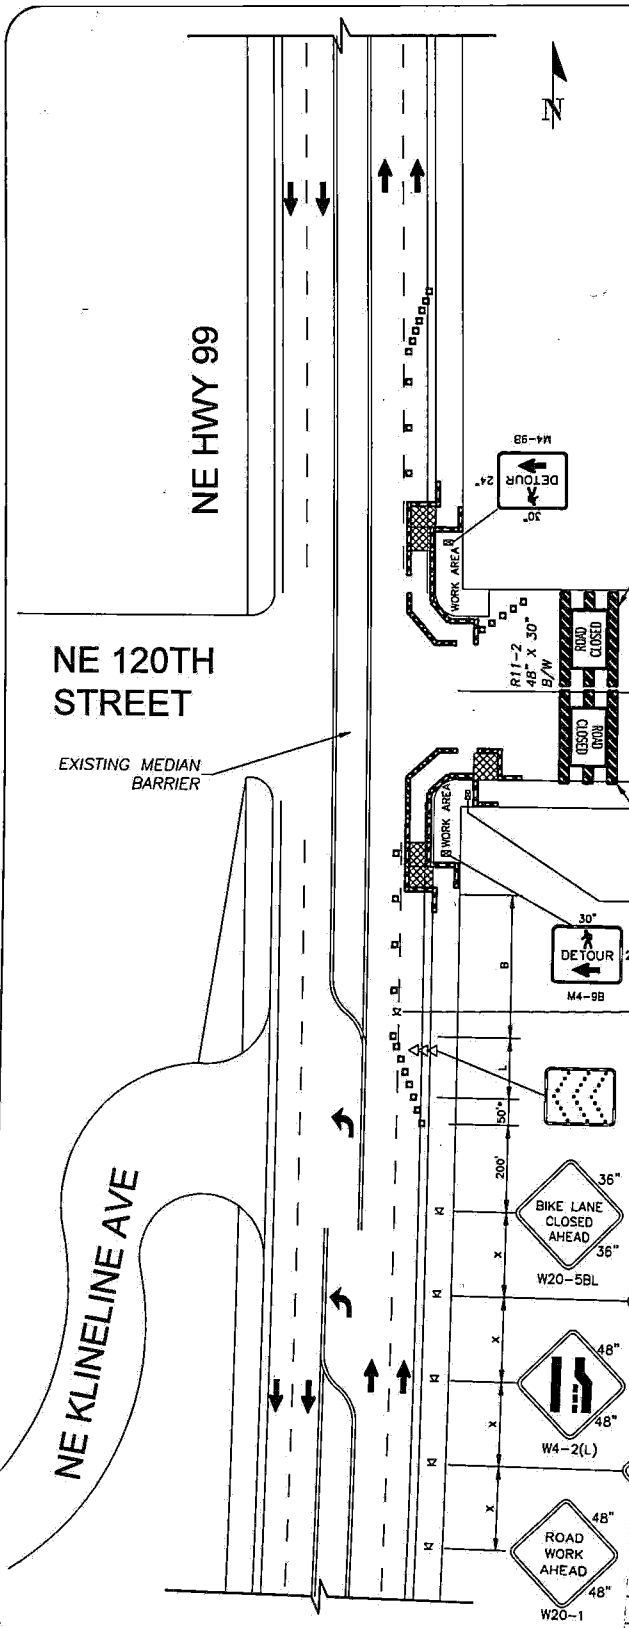 N
NE HWY 99
M4-9B
24"
DETOUR
30"
WORK AREA
R11-2
48" X 30"
B/W
ROAD
CLOSED
ROAD
CLOSED
NE 120TH
STREET
EXISTING MEDIAN
BARRIER
WORK AREA
30"
DETOUR
2
M4-9B
B
L
50'
200'
36"
BIKE LANE
CLOSED
AHEAD
36"
W20-5BL
X
X
48"
48"
W4-2(L)
X
X
NE KLINELINE AVE
48"
ROAD
WORK
AHEAD
48"
W20-1